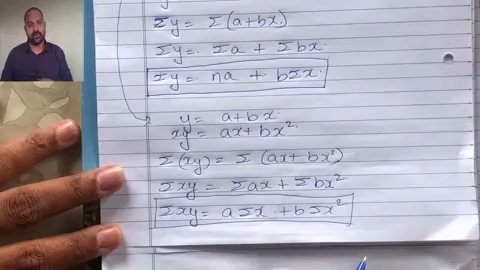 Σy = Σ(a+bx.)
Σy = Σa + Σbx
Σy = na + bΣx.
y = a+bx.
xy = ax+bx².
Σ(xy) = Σ (ax+bx²)
Σxy = Σax+Σbx².
Σxy = aΣx. +bΣx²